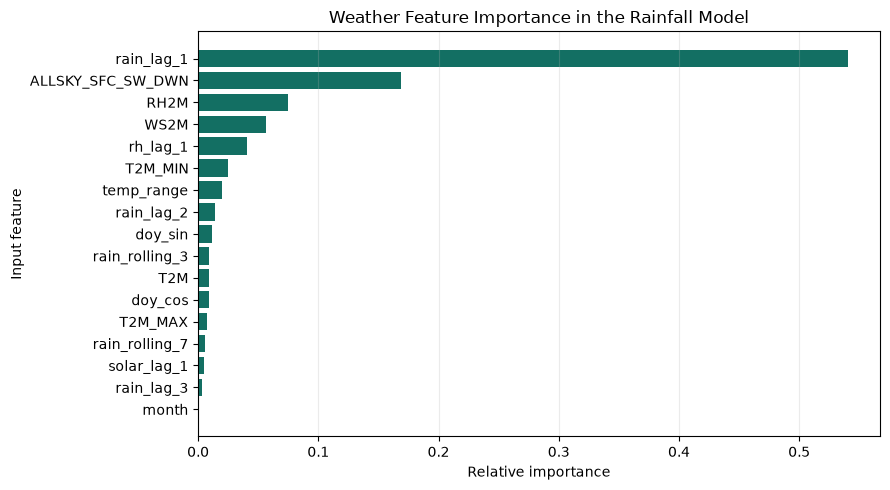 Weather Feature Importance in the Rainfall Model
Input feature
rain_lag_1
ALLSKY_SFC_SW_DWN
RH2M
WS2M
rh_lag_1
T2M_MIN
temp_range
rain_lag_2
doy_sin
rain_rolling_3
T2M
doy_cos
T2M_MAX
rain_rolling_7
solar_lag_1
rain_lag_3
month
0.0 0.1 0.2 0.3 0.4 0.5
Relative importance